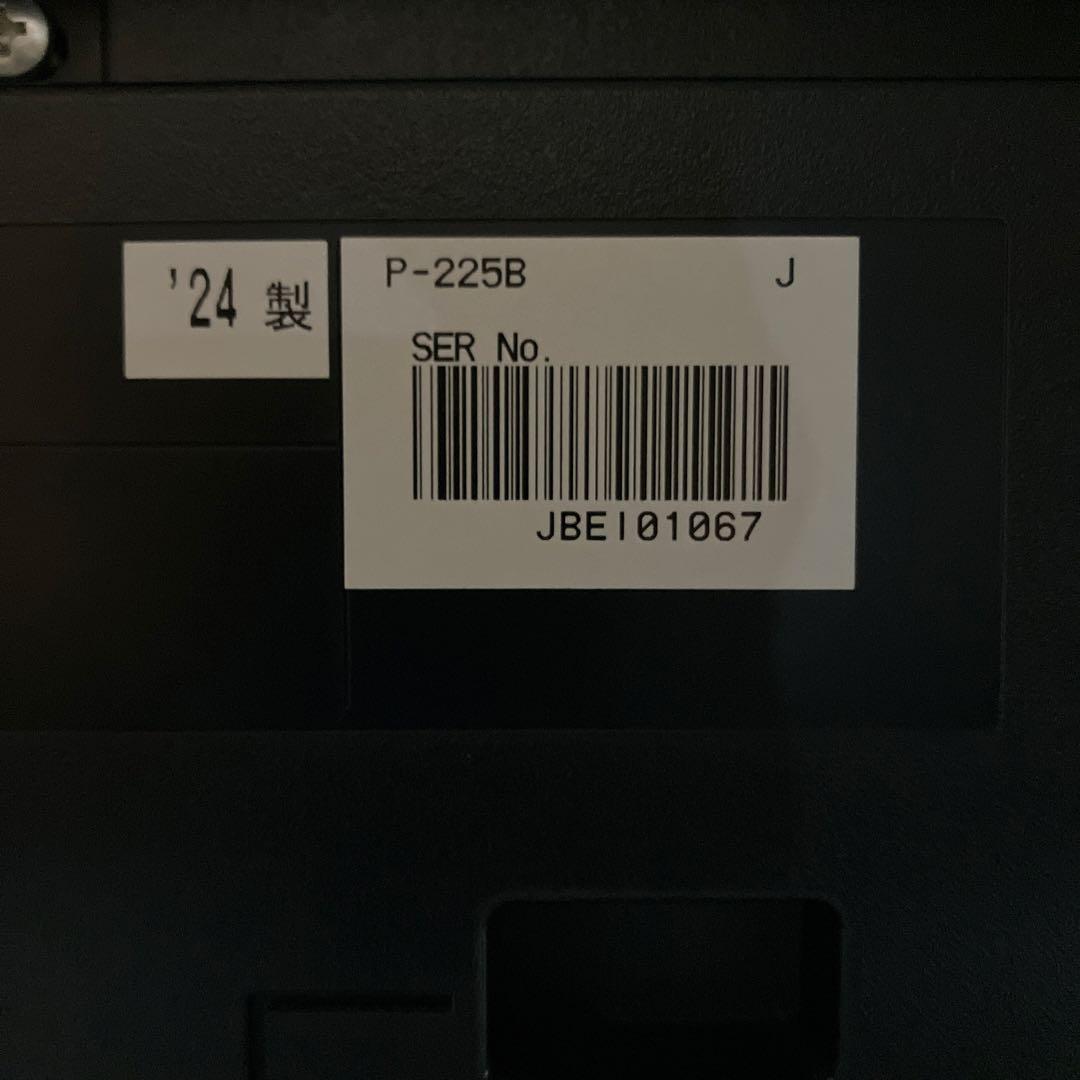 '24 製
P-225B J
SER No.
JBEI01067